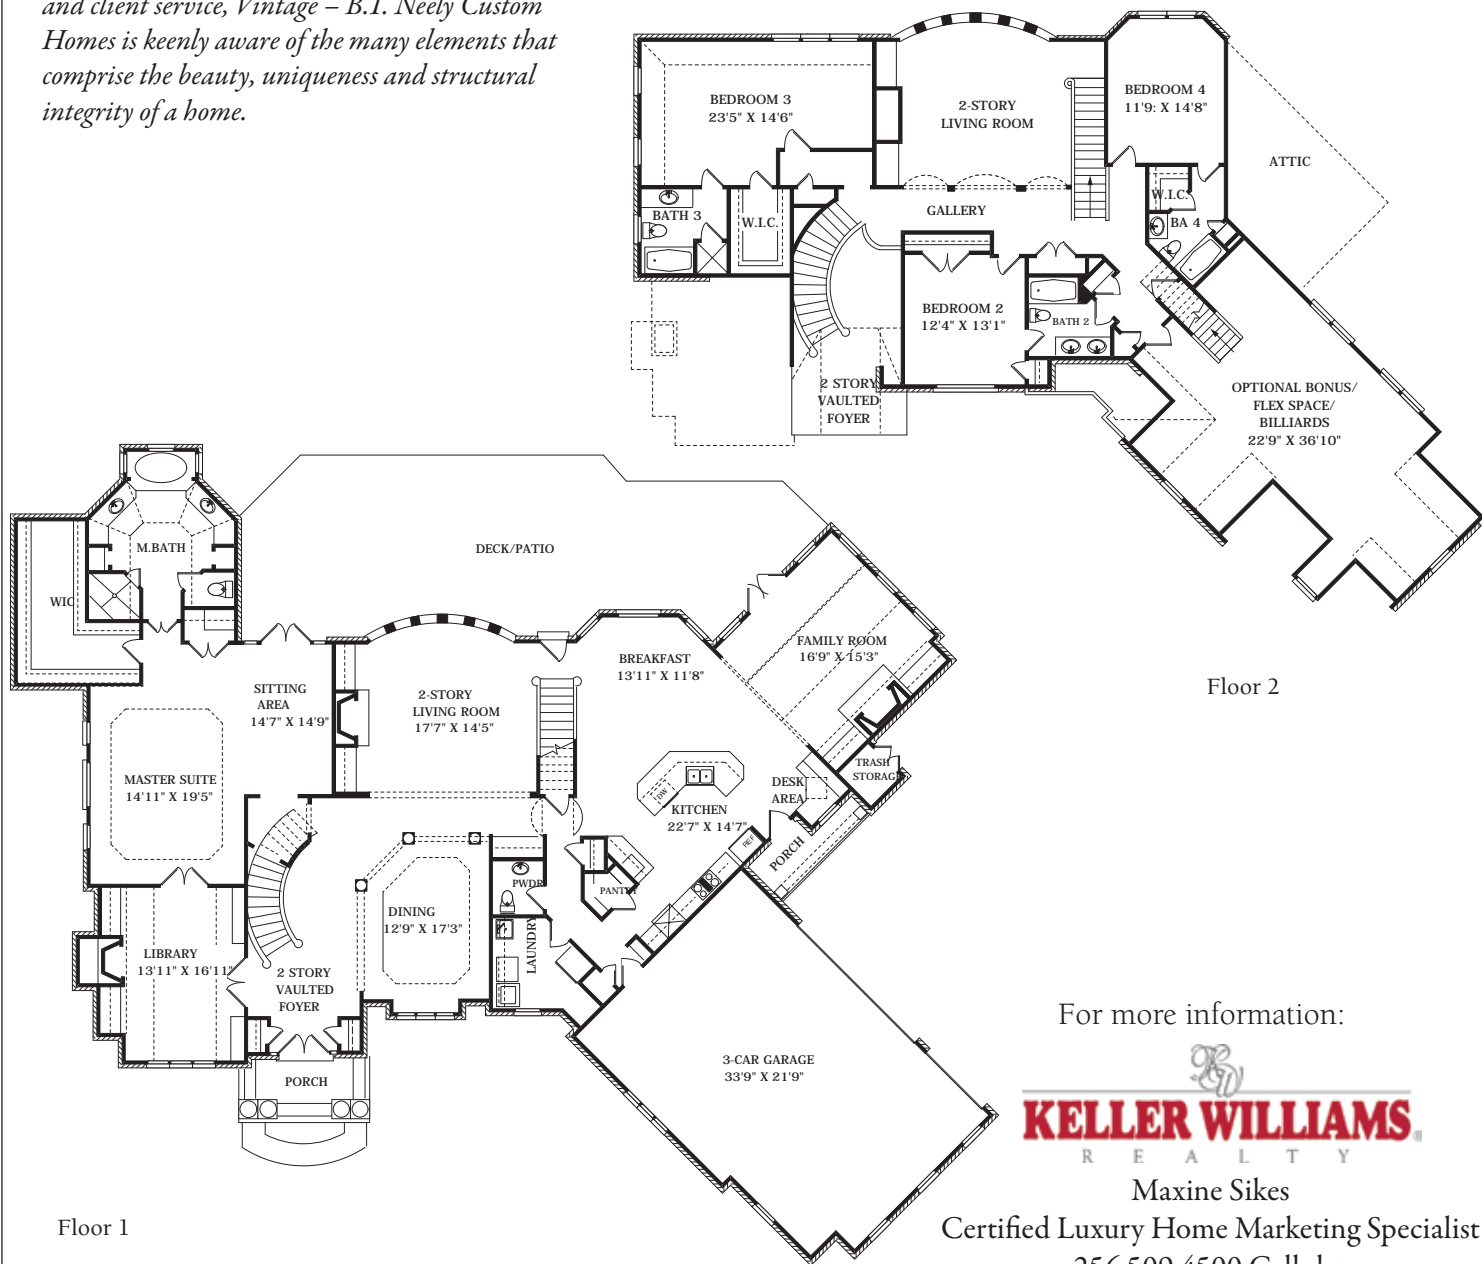 and client service, Vintage – B.T. Neely Custom
Homes is keenly aware of the many elements that
comprise the beauty, uniqueness and structural
integrity of a home.
BEDROOM 3
23'5" X 14'6"
2-STORY
LIVING ROOM
BEDROOM 4
11'9: X 14'8"
ATTIC
BATH 3
W.I.C.
GALLERY
W.I.C.
BA 4
BEDROOM 2
12'4" X 13'1"
BATH 2
2 STORY
VAULTED
FOYER
OPTIONAL BONUS/
FLEX SPACE/
BILLIARDS
22'9" X 36'10"
Floor 2
M.BATH
WIC
DECK/PATIO
SITTING
AREA
14'7" X 14'9"
2-STORY
LIVING ROOM
17'7" X 14'5"
BREAKFAST
13'11" X 11'8"
FAMILY ROOM
16'9" X 15'3"
MASTER SUITE
14'11" X 19'5"
TRASH
STORAGE
DESK
AREA
DW
KITCHEN
22'7" X 14'7"
REF
PORCH
PANTRY
PWDR
LAUNDRY
DINING
12'9" X 17'3"
LIBRARY
13'11" X 16'11"
2 STORY
VAULTED
FOYER
PORCH
3-CAR GARAGE
33'9" X 21'9"
Floor 1
For more information:
KW
KELLER WILLIAMS®
REALTY
Maxine Sikes
Certified Luxury Home Marketing Specialist